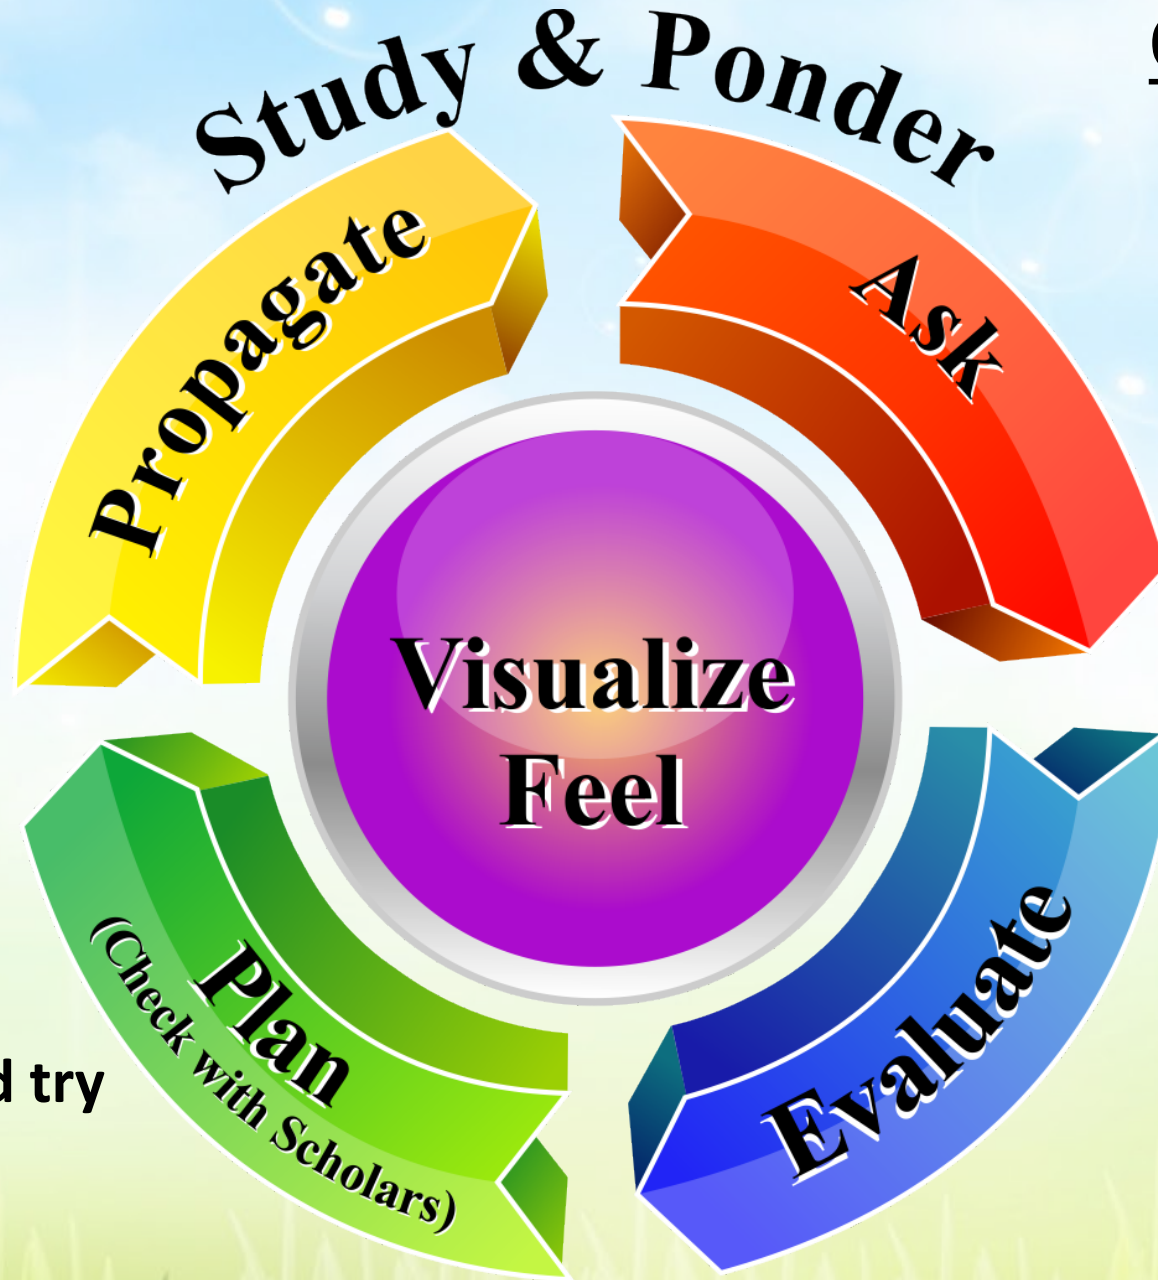 Study & Ponder
Propagate
Ask
Visualize
Feel
Plan
(Check with Scholars)
Evaluate
try